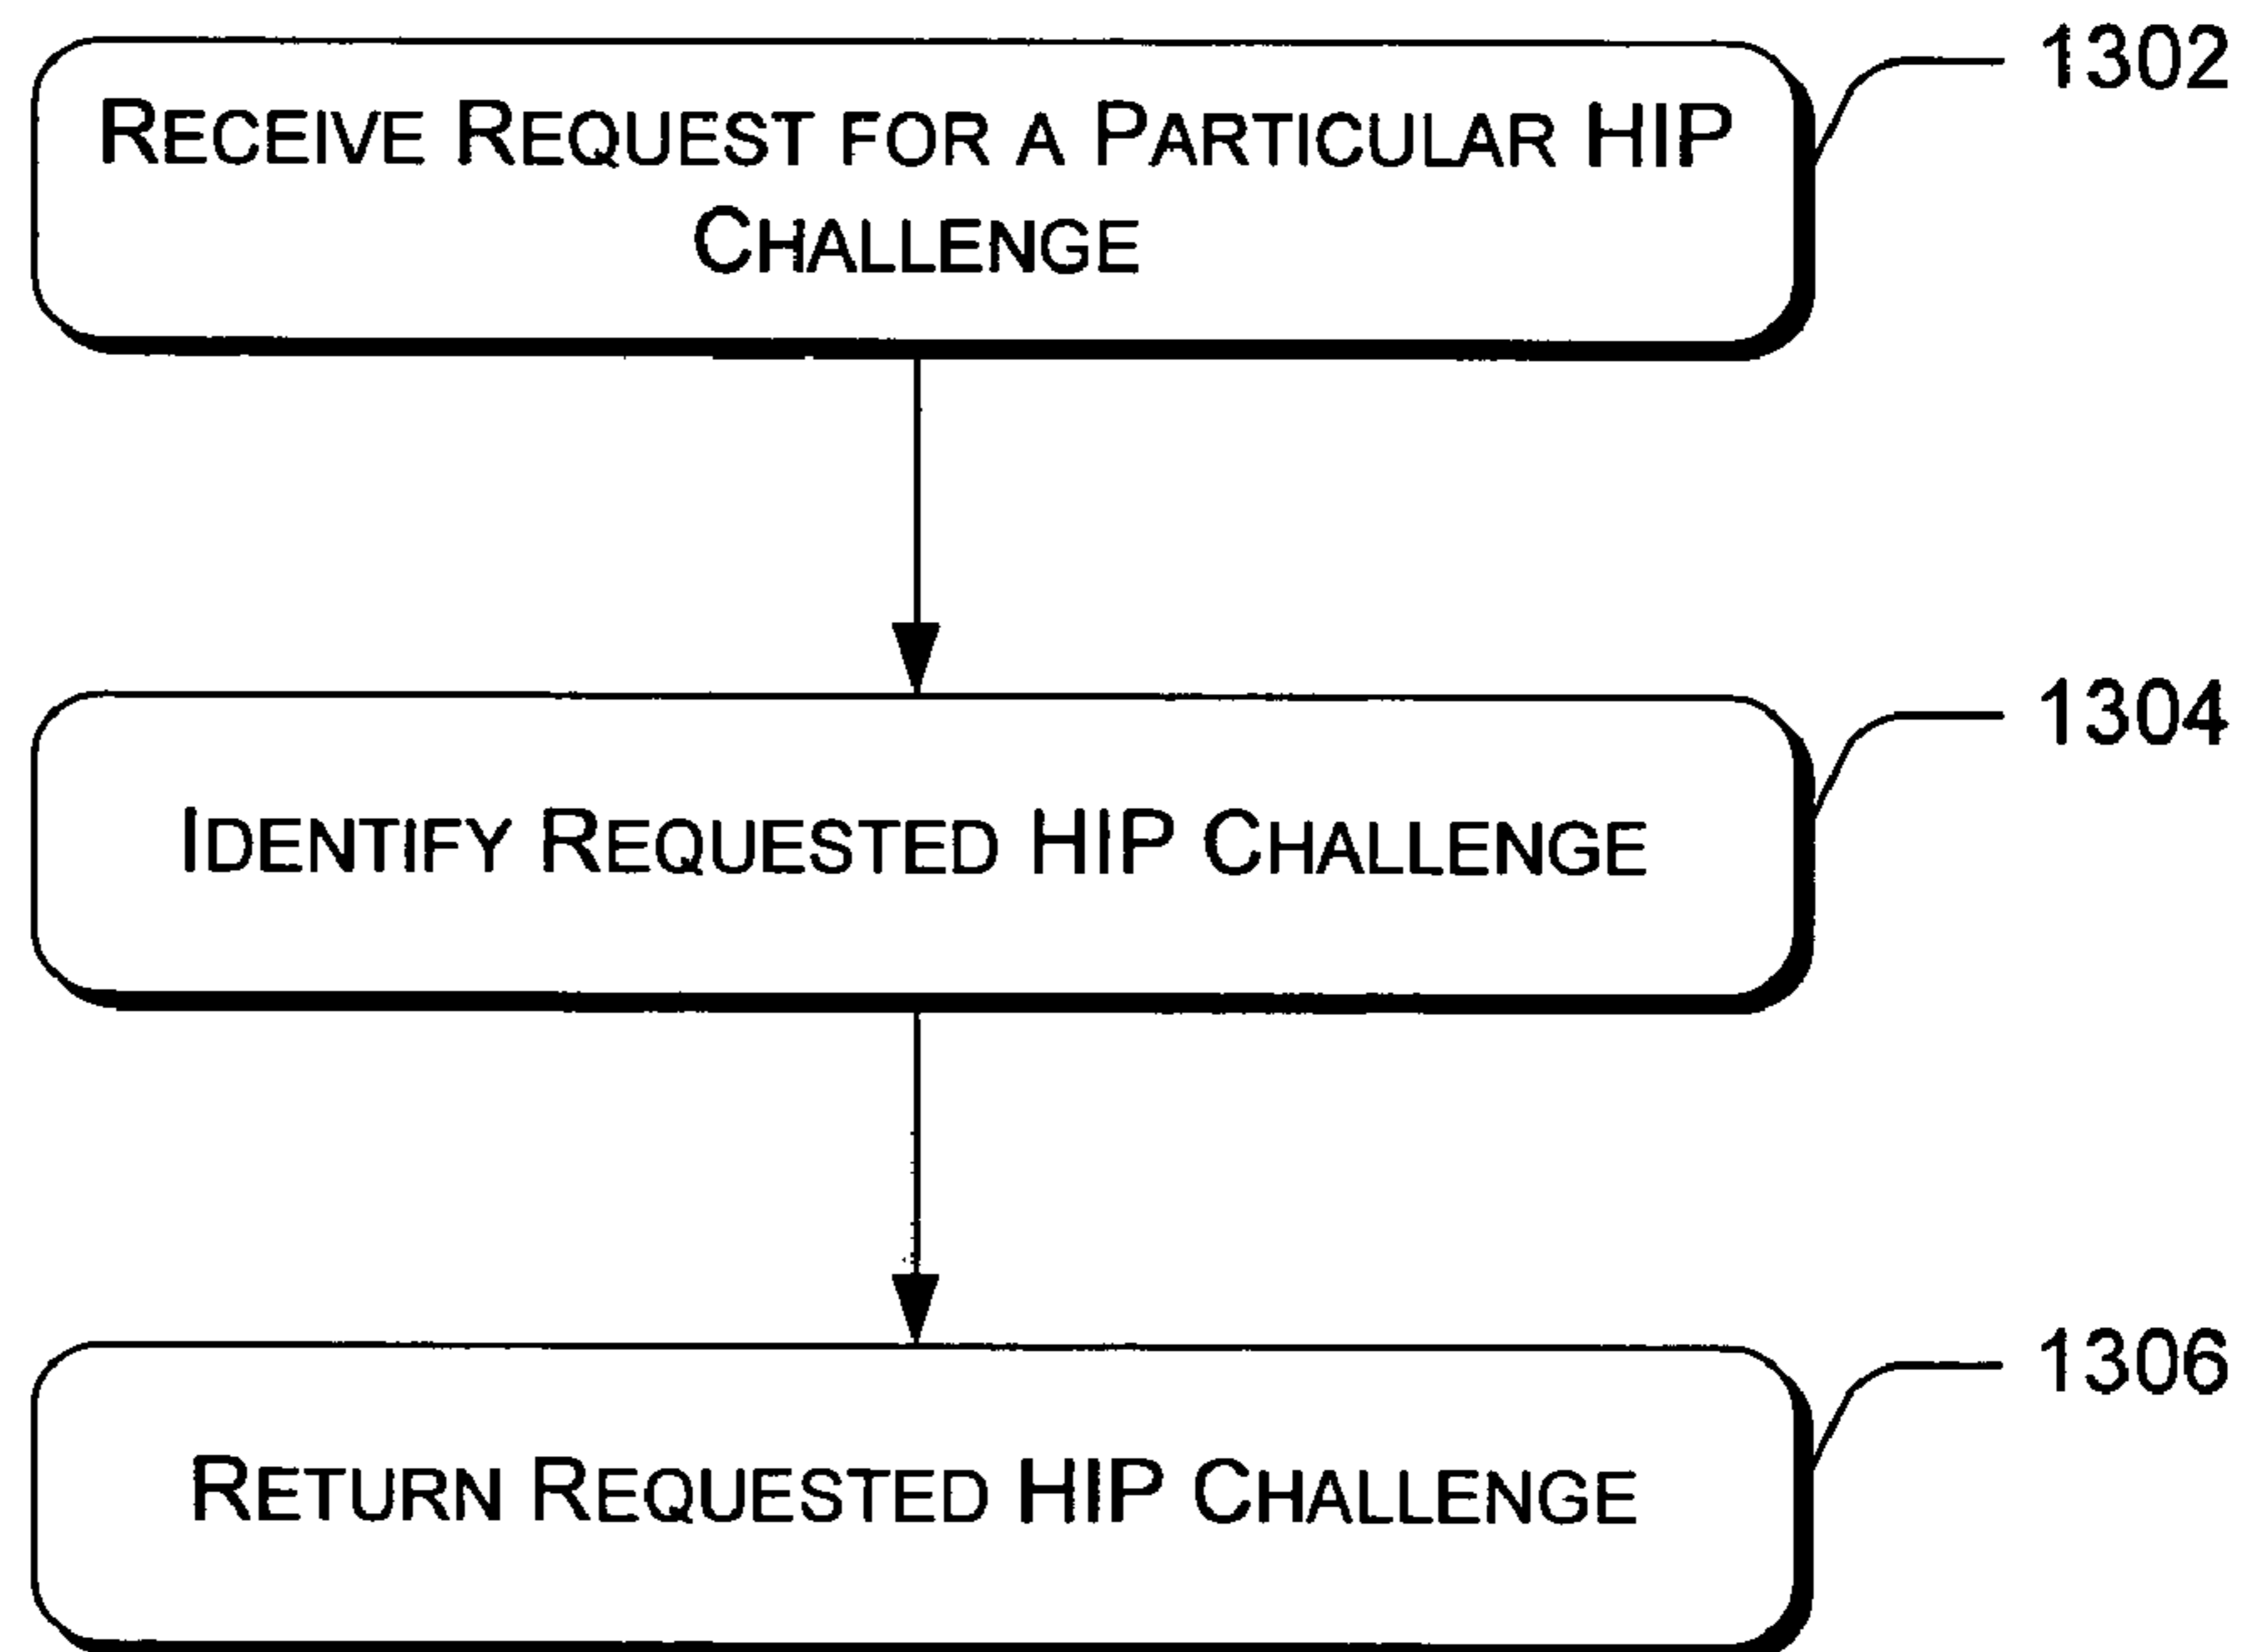 RECEIVE REQUEST FOR A PARTICULAR HIP
CHALLENGE
1302
IDENTIFY REQUESTED HIP CHALLENGE
1304
RETURN REQUESTED HIP CHALLENGE
1306